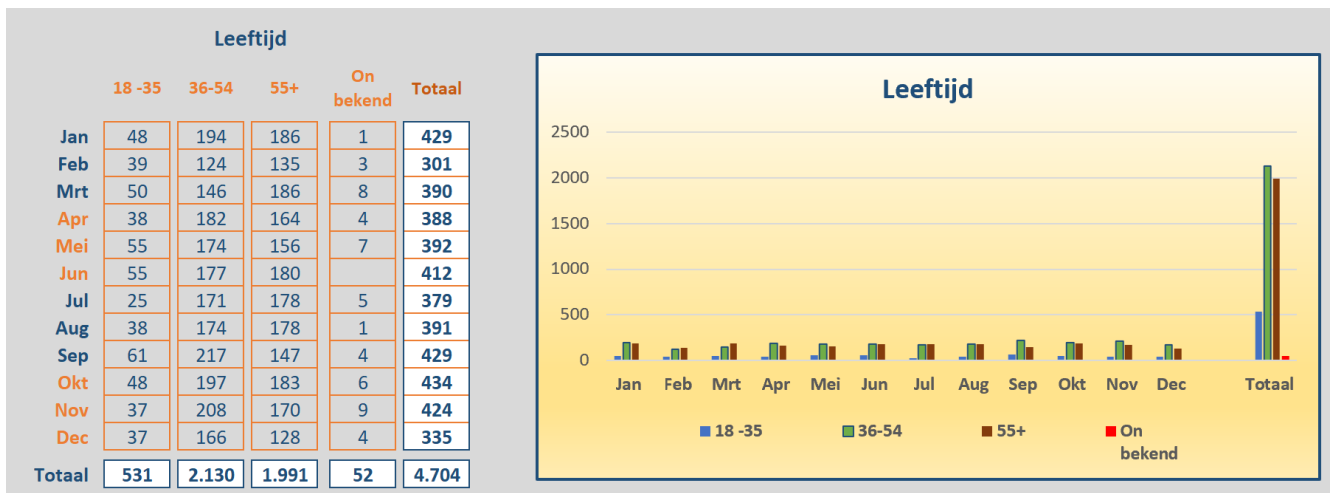 Leeftijd
18 -35 36-54 55+ On bekend Totaal
Jan 48 194 186 1 429
Feb 39 124 135 3 301
Mrt 50 146 186 8 390
Apr 38 182 164 4 388
Mei 55 174 156 7 392
Jun 55 177 180 412
Jul 25 171 178 5 379
Aug 38 174 178 1 391
Sep 61 217 147 4 429
Okt 48 197 183 6 434
Nov 37 208 170 9 424
Dec 37 166 128 4 335
Totaal 531 2.130 1.991 52 4.704
Leeftijd
2500
2000
1500
1000
500
0
Jan Feb Mrt Apr Mei Jun Jul Aug Sep Okt Nov Dec Totaal
18 -35 36-54 55+ On
bekend